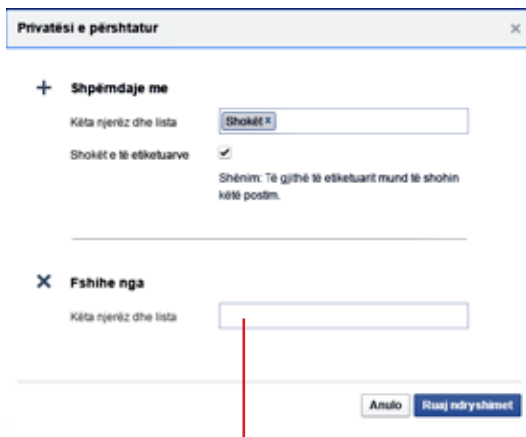 Privatësi e përshtatur ×
+ Shpërndaje me
Këta njerëz dhe lista Shokët ×
Shokët e të etiketuarve ✔
Shënim: Të gjithë të etiketuarit mund të shohin
këtë postim.
× Fshihe nga
Këta njerëz dhe lista
Anulo Ruaj ndryshimet